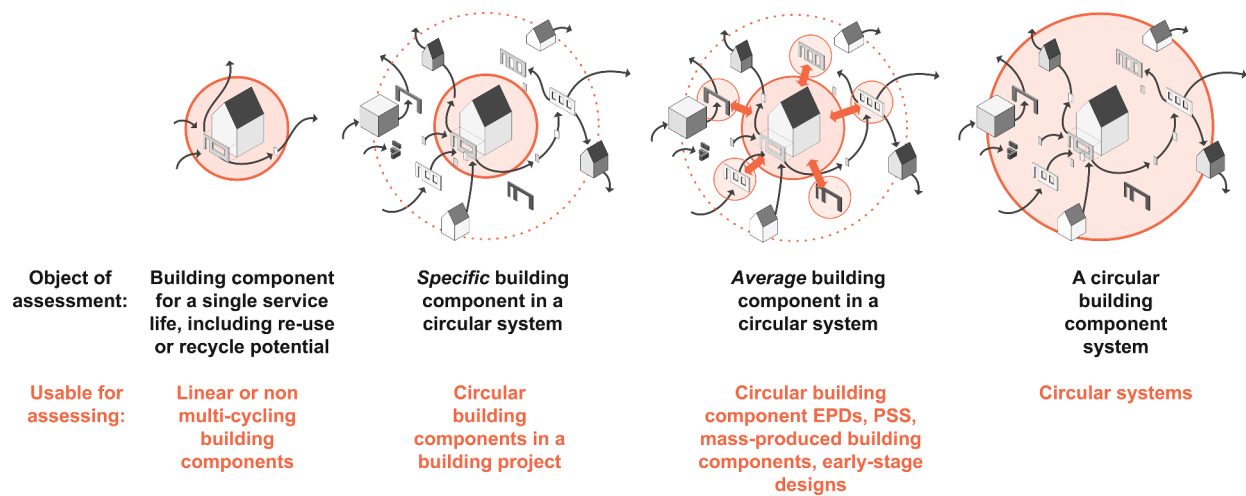 Object of
assessment:
Building component
for a single service
life, including re-use
or recycle potential
Specific building
component in a
circular system
Average building
component in a
circular system
A circular
building
component
system
Usable for
assessing:
Linear or non
multi-cycling
building
components
Circular
building
components in a
building project
Circular building
component EPDs, PSS,
mass-produced building
components, early-stage
designs
Circular systems